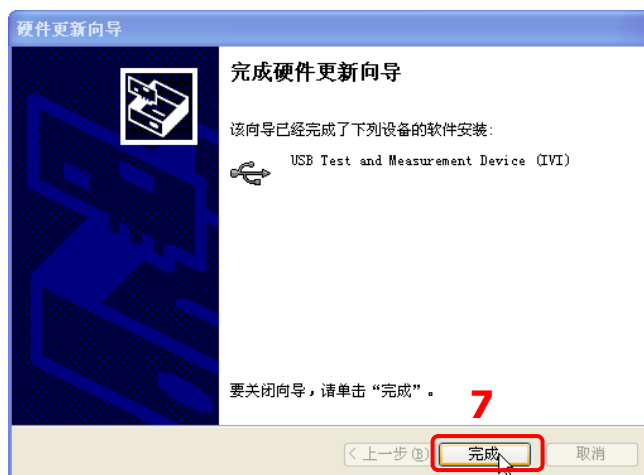 硬件更新向导
完成硬件更新向导
该向导已经完成了下列设备的软件安装:
USB Test and Measurement Device (IVI)
要关闭向导，请单击“完成”。
7
< 上一步(B)
完成
取消